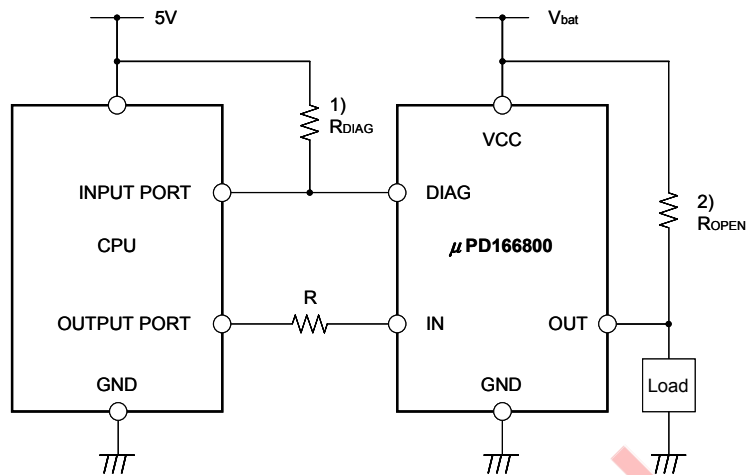 5V
Vbat
1)
RDIAG
VCC
INPUT PORT
DIAG
2)
ROPEN
CPU
μPD166800
R
OUTPUT PORT
IN
OUT
GND
GND
Load